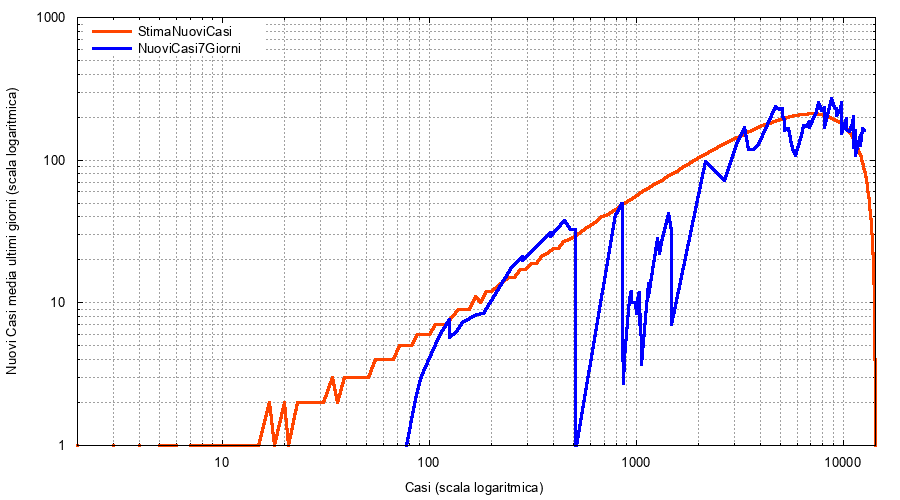 1000
100
10
1
StimaNuoviCasi
NuoviCasi7Giorni
Nuovi Casi media ultimi giorni (scala logaritmica)
10
100
1000
10000
Casi (scala logaritmica)